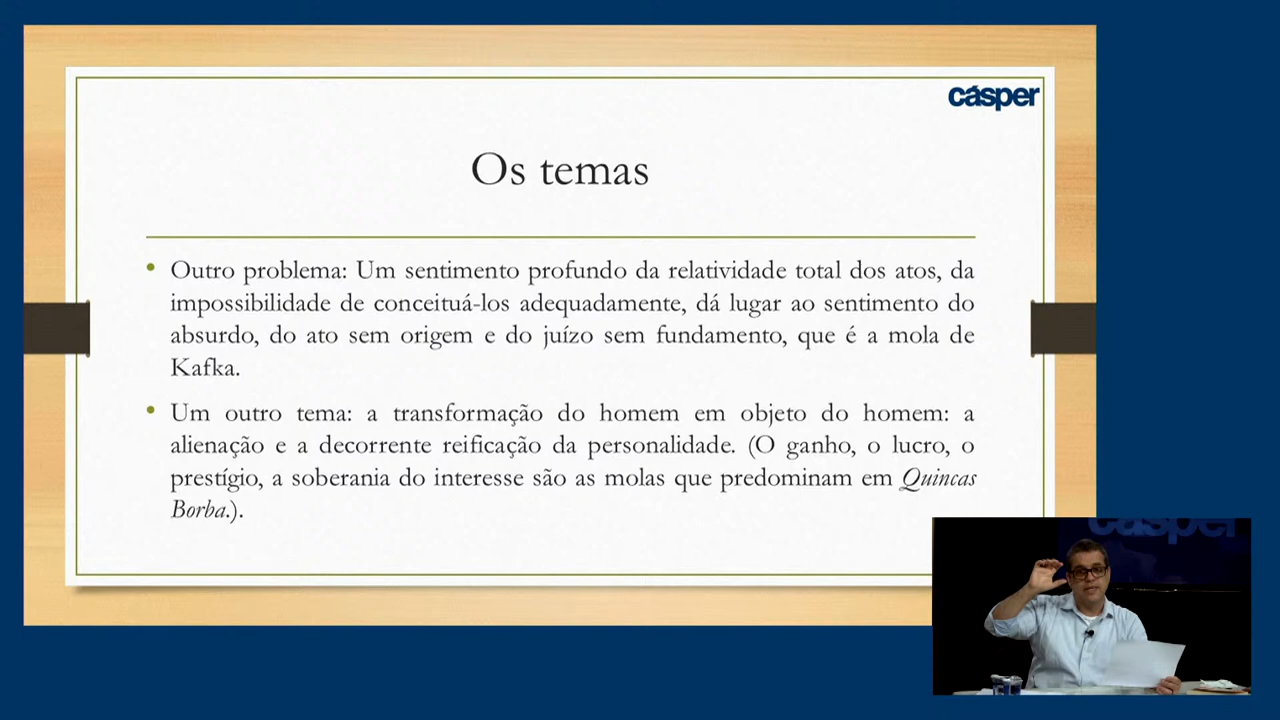 cásper
Os temas
• Outro problema: Um sentimento profundo da relatividade total dos atos, da
impossibilidade de conceituá-los adequadamente, dá lugar ao sentimento do
absurdo, do ato sem origem e do juízo sem fundamento, que é a mola de
Kafka.
• Um outro tema: a transformação do homem em objeto do homem: a
alienação e a decorrente reificação da personalidade. (O ganho, o lucro, o
prestígio, a soberania do interesse são as molas que predominam em Quincas
Borba.).
cásper